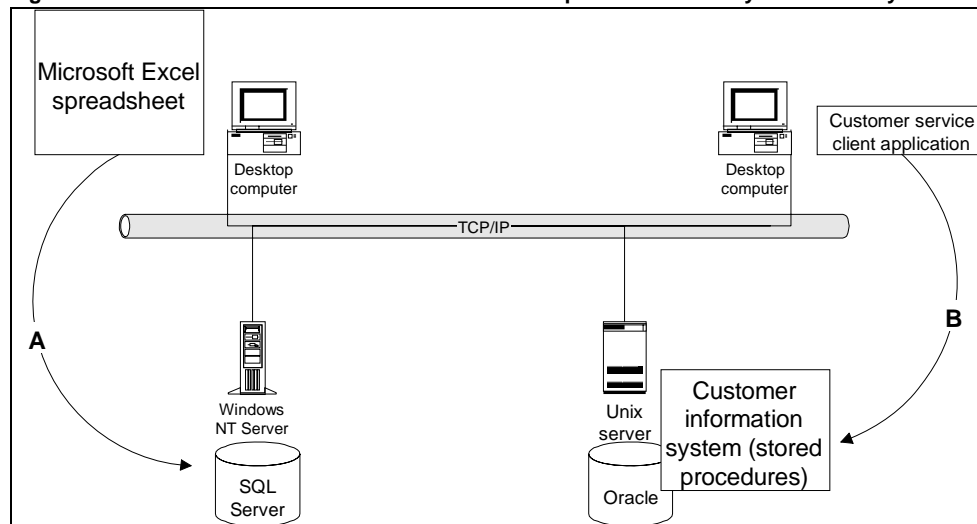 Microsoft Excel
spreadsheet
Customer service
client application
Desktop
computer
Desktop
computer
TCP/IP
A
B
Windows
NT Server
Unix
server
Customer
information
system (stored
procedures)
SQL
Server
Oracle